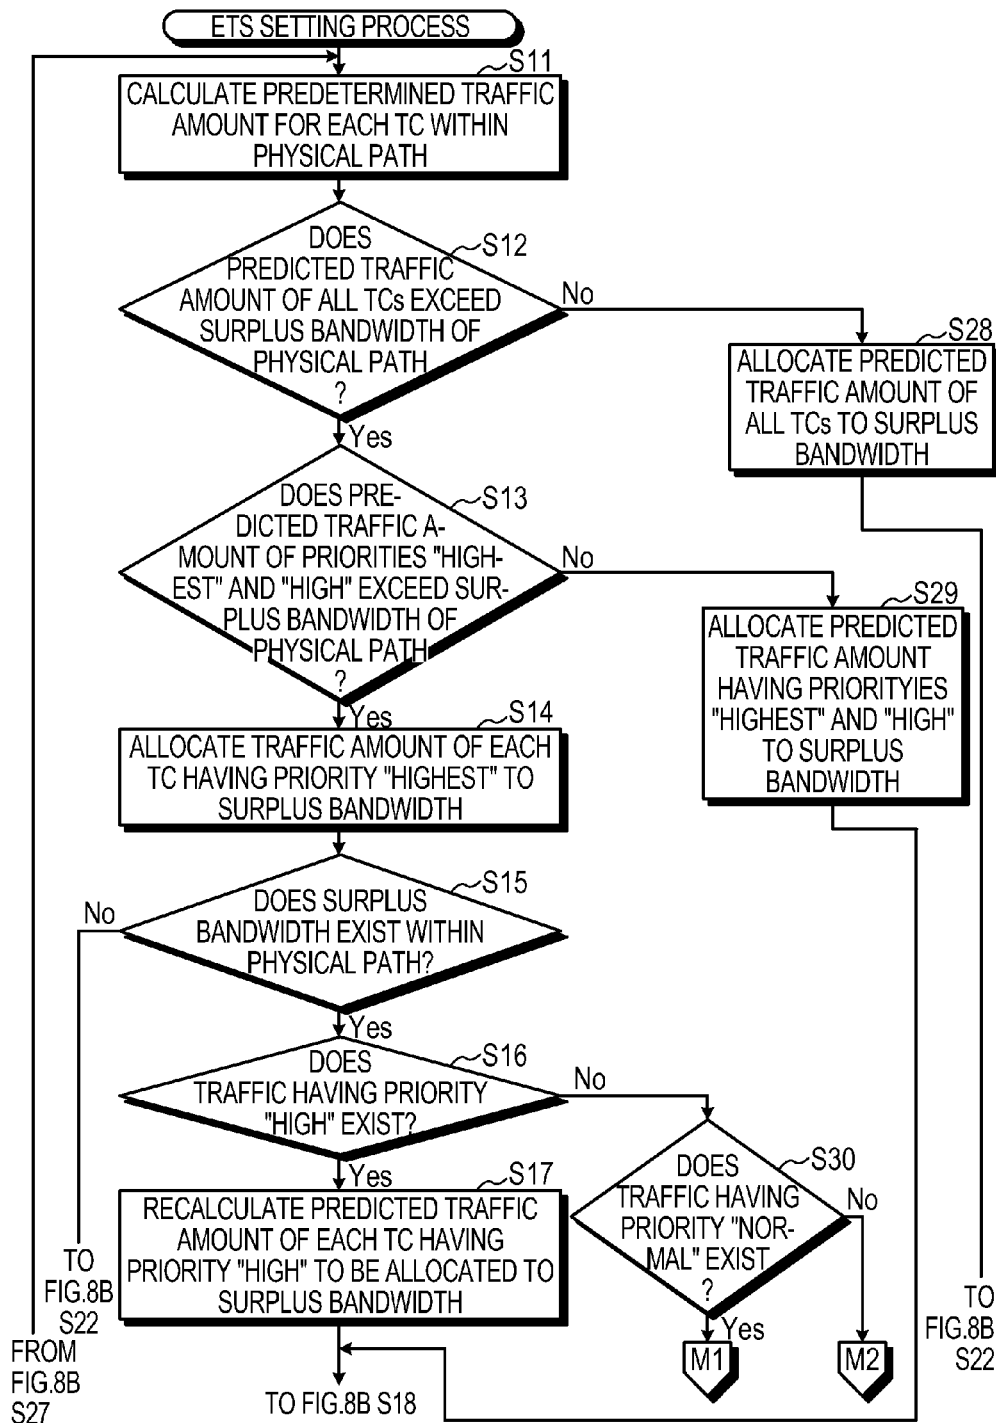 ETS SETTING PROCESS
S11
CALCULATE PREDETERMINED TRAFFIC
AMOUNT FOR EACH TC WITHIN
PHYSICAL PATH
S12
DOES
PREDICTED TRAFFIC
AMOUNT OF ALL TCs EXCEED
SURPLUS BANDWIDTH OF
PHYSICAL PATH
?
No
Yes
S28
ALLOCATE PREDICTED
TRAFFIC AMOUNT OF
ALL TCs TO SURPLUS
BANDWIDTH
S13
DOES PRE-
DICTED TRAFFIC A-
MOUNT OF PRIORITIES "HIGH-
EST" AND "HIGH" EXCEED SUR-
PLUS BANDWIDTH OF
PHYSICAL PATH
?
No
Yes
S29
ALLOCATE PREDICTED
TRAFFIC AMOUNT
HAVING PRIORITYIES
"HIGHEST" AND "HIGH"
TO SURPLUS
BANDWIDTH
S14
ALLOCATE TRAFFIC AMOUNT OF EACH
TC HAVING PRIORITY "HIGHEST" TO
SURPLUS BANDWIDTH
S15
DOES SURPLUS
BANDWIDTH EXIST WITHIN
PHYSICAL PATH?
No
Yes
S16
DOES
TRAFFIC HAVING PRIORITY
"HIGH" EXIST?
No
Yes
S17
RECALCULATE PREDICTED TRAFFIC
AMOUNT OF EACH TC HAVING
PRIORITY "HIGH" TO BE ALLOCATED TO
SURPLUS BANDWIDTH
S30
DOES
TRAFFIC HAVING
PRIORITY "NOR-
MAL" EXIST
?
No
Yes
M1
M2
TO
FIG.8B
S22
FROM
FIG.8B
S27
TO FIG.8B S18
TO
FIG.8B
S22